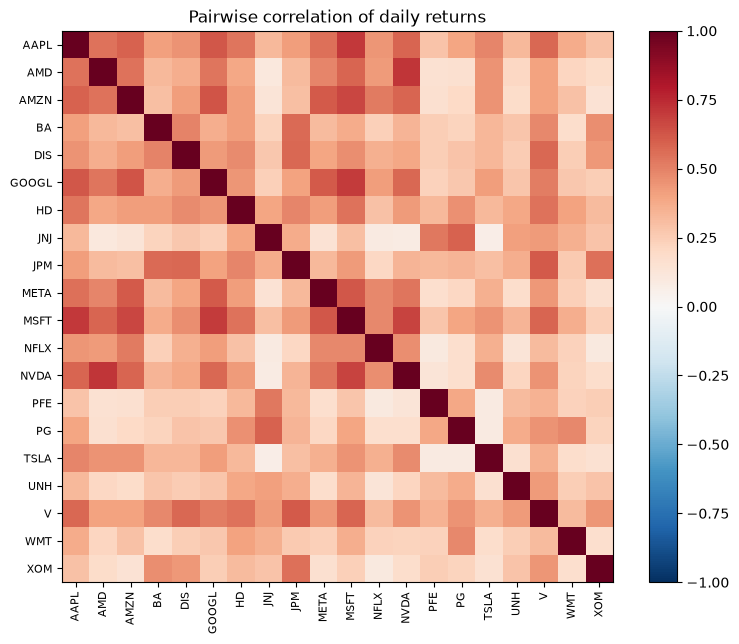 Pairwise correlation of daily returns
AAPL
AMD
AMZN
BA
DIS
GOOGL
HD
JNJ
JPM
META
MSFT
NFLX
NVDA
PFE
PG
TSLA
UNH
V
WMT
XOM
AAPL AMD AMZN BA DIS GOOGL HD JNJ JPM META MSFT NFLX NVDA PFE PG TSLA UNH V WMT XOM
1.00
0.75
0.50
0.25
0.00
−0.25
−0.50
−0.75
−1.00